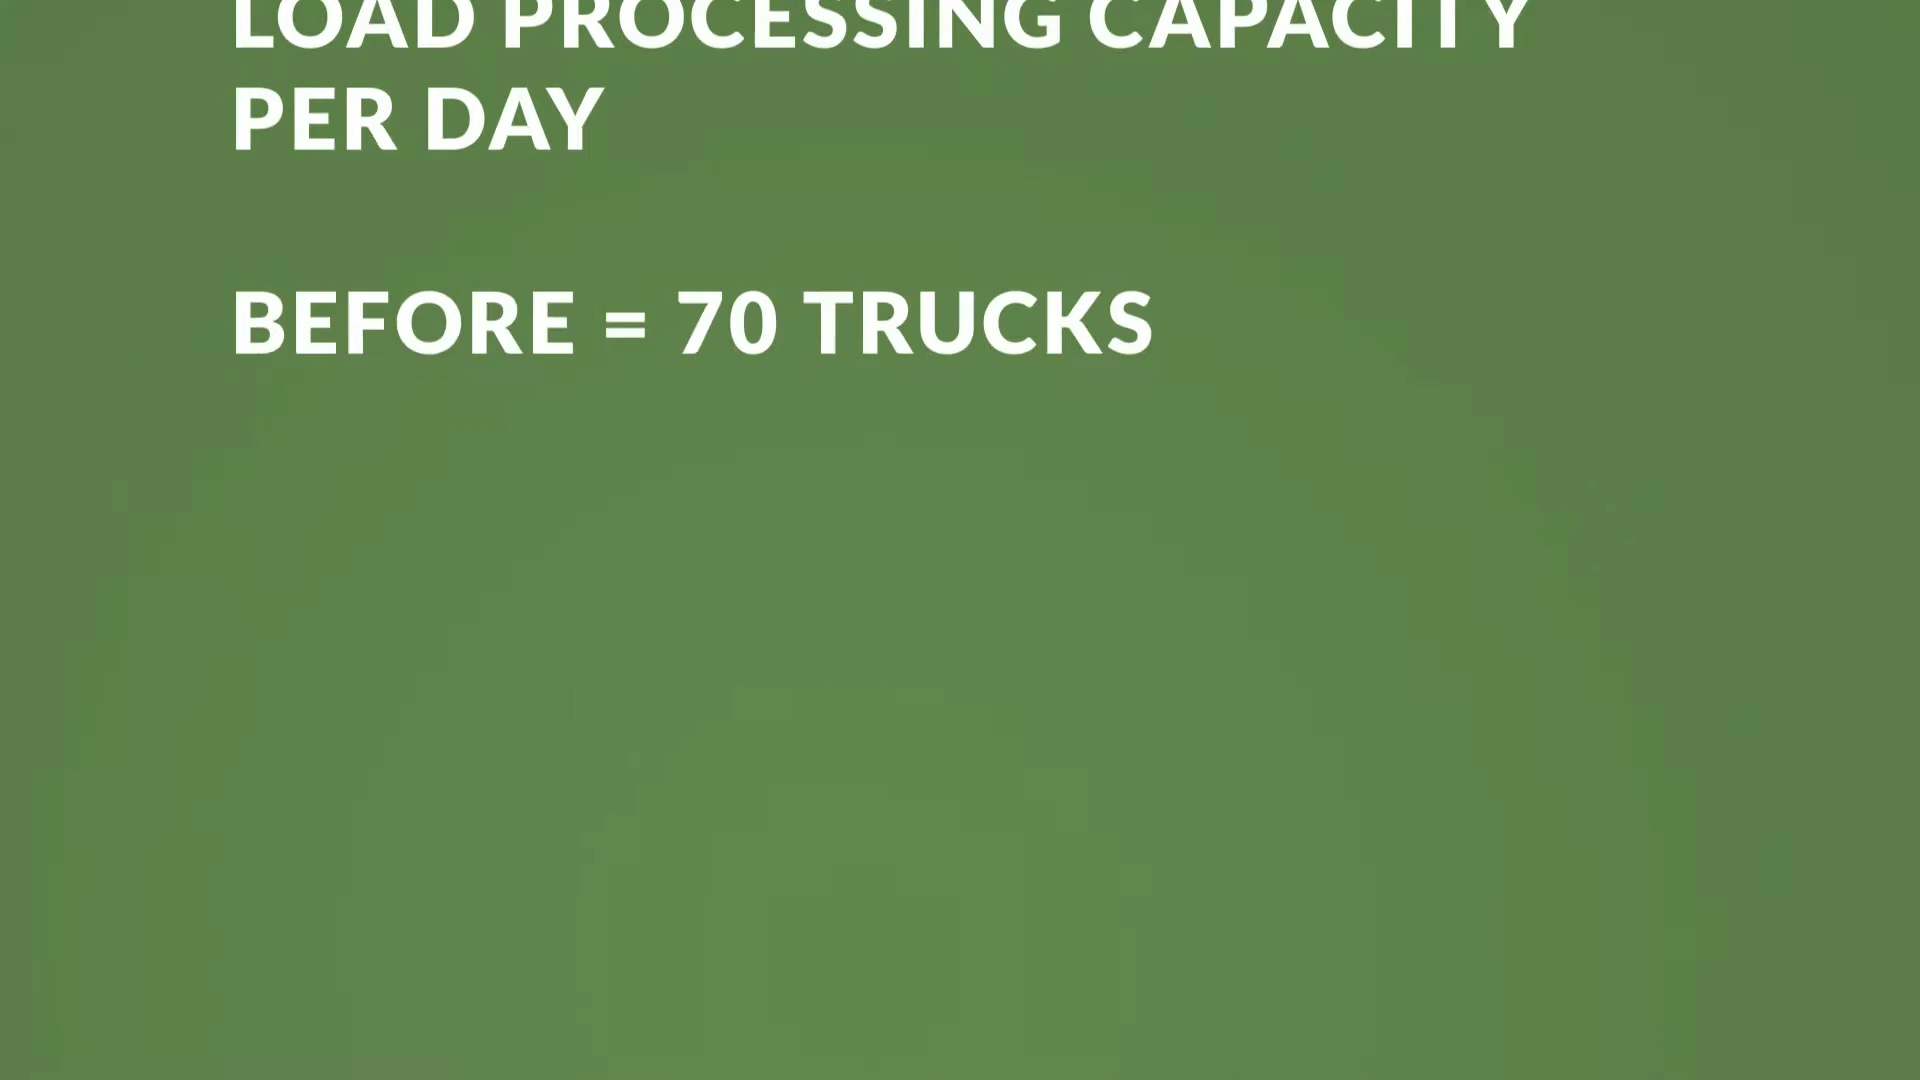 LOAD PROCESSING CAPACITY
PER DAY
BEFORE = 70 TRUCKS